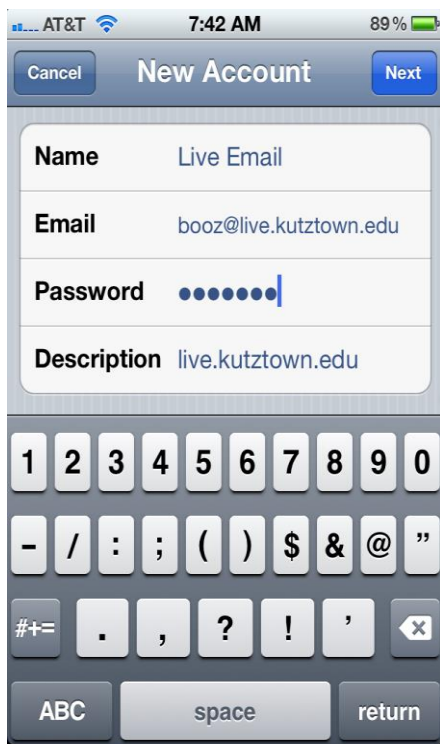 AT&T 7:42 AM 89%
Cancel New Account Next
Name Live Email
Email booz@live.kutztown.edu
Password ●●●●●●●
Description live.kutztown.edu
1 2 3 4 5 6 7 8 9 0
- / : ; ( ) $ & @ ”
#+= . , ? ! ’
ABC space return